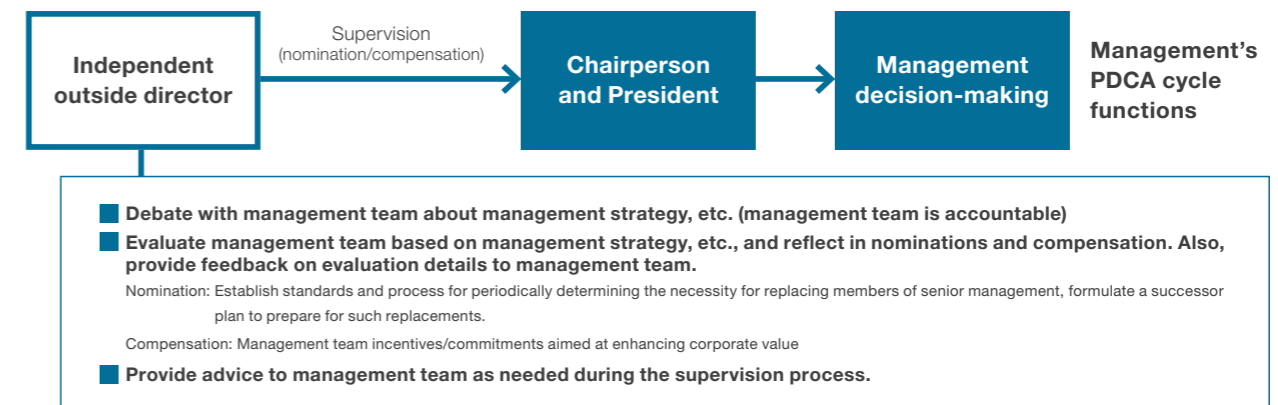 Independent
outside director
Supervision
(nomination/compensation)
Chairperson
and President
Management
decision-making
Management’s
PDCA cycle
functions
Debate with management team about management strategy, etc. (management team is accountable)
Evaluate management team based on management strategy, etc., and reflect in nominations and compensation. Also,
provide feedback on evaluation details to management team.
Nomination: Establish standards and process for periodically determining the necessity for replacing members of senior management, formulate a successor
plan to prepare for such replacements.
Compensation: Management team incentives/commitments aimed at enhancing corporate value
Provide advice to management team as needed during the supervision process.